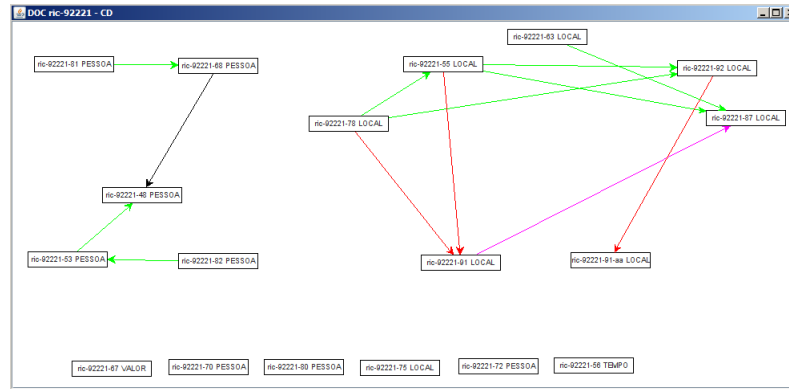 DOC ric-92221 - CD
ric-92221-63 LOCAL
ric-92221-81 PESSOA
ric-92221-68 PESSOA
ric-92221-55 LOCAL
ric-92221-92 LOCAL
ric-92221-87 LOCAL
ric-92221-78 LOCAL
ric-92221-48 PESSOA
ric-92221-53 PESSOA
ric-92221-82 PESSOA
ric-92221-91 LOCAL
ric-92221-91-aa LOCAL
ric-92221-67 VALOR
ric-92221-70 PESSOA
ric-92221-80 PESSOA
ric-92221-75 LOCAL
ric-92221-72 PESSOA
ric-92221-56 TEMPO